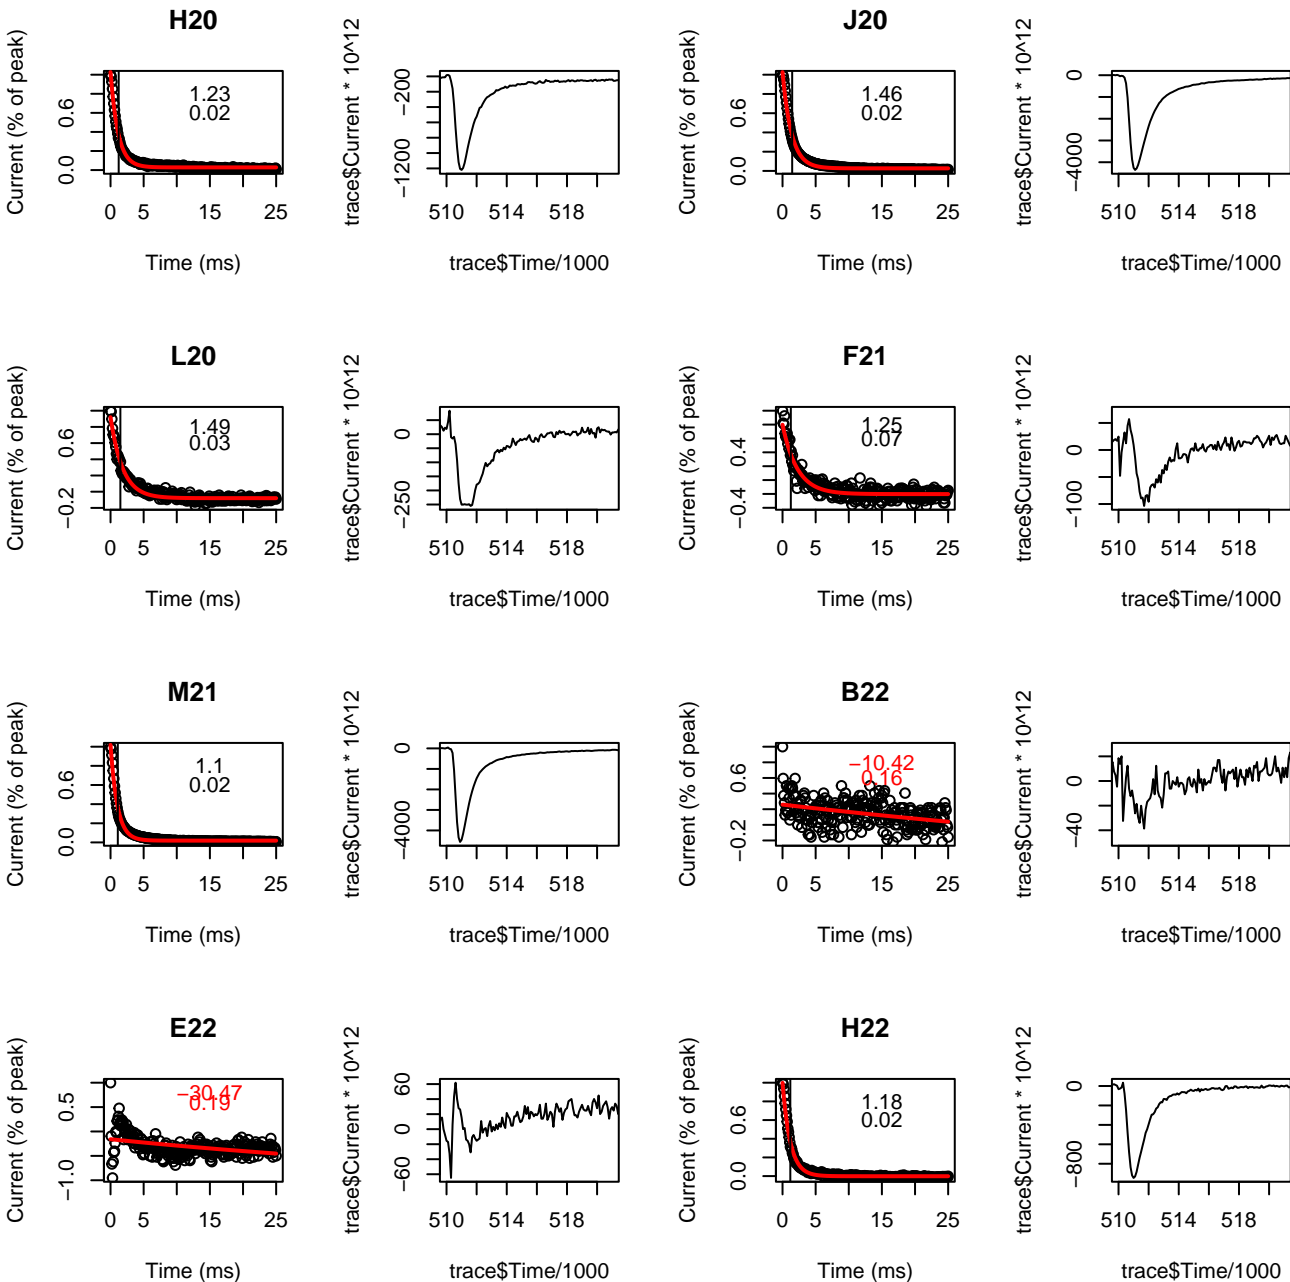 H20
Current (% of peak)
0.0 0.6
1.23
0.02
0 5 15 25
Time (ms)
trace$Current * 10^12
−1200 −200
510 514 518
trace$Time/1000
J20
Current (% of peak)
0.0 0.6
1.46
0.02
0 5 15 25
Time (ms)
trace$Current * 10^12
−4000 0
510 514 518
trace$Time/1000
L20
Current (% of peak)
−0.2 0.6
1.49
0.03
0 5 15 25
Time (ms)
trace$Current * 10^12
−250 0
510 514 518
trace$Time/1000
F21
Current (% of peak)
−0.4 0.4
1.25
0.07
0 5 15 25
Time (ms)
trace$Current * 10^12
−100 0
510 514 518
trace$Time/1000
M21
Current (% of peak)
0.0 0.6
1.1
0.02
0 5 15 25
Time (ms)
trace$Current * 10^12
−4000 0
510 514 518
trace$Time/1000
B22
Current (% of peak)
−0.2 0.6
−10.42
0.16
0 5 15 25
Time (ms)
trace$Current * 10^12
−40 0
510 514 518
trace$Time/1000
E22
Current (% of peak)
−1.0 0.5
−30.47
0.19
0 5 15 25
Time (ms)
trace$Current * 10^12
−60 0 60
510 514 518
trace$Time/1000
H22
Current (% of peak)
0.0 0.6
1.18
0.02
0 5 15 25
Time (ms)
trace$Current * 10^12
−800 0
510 514 518
trace$Time/1000